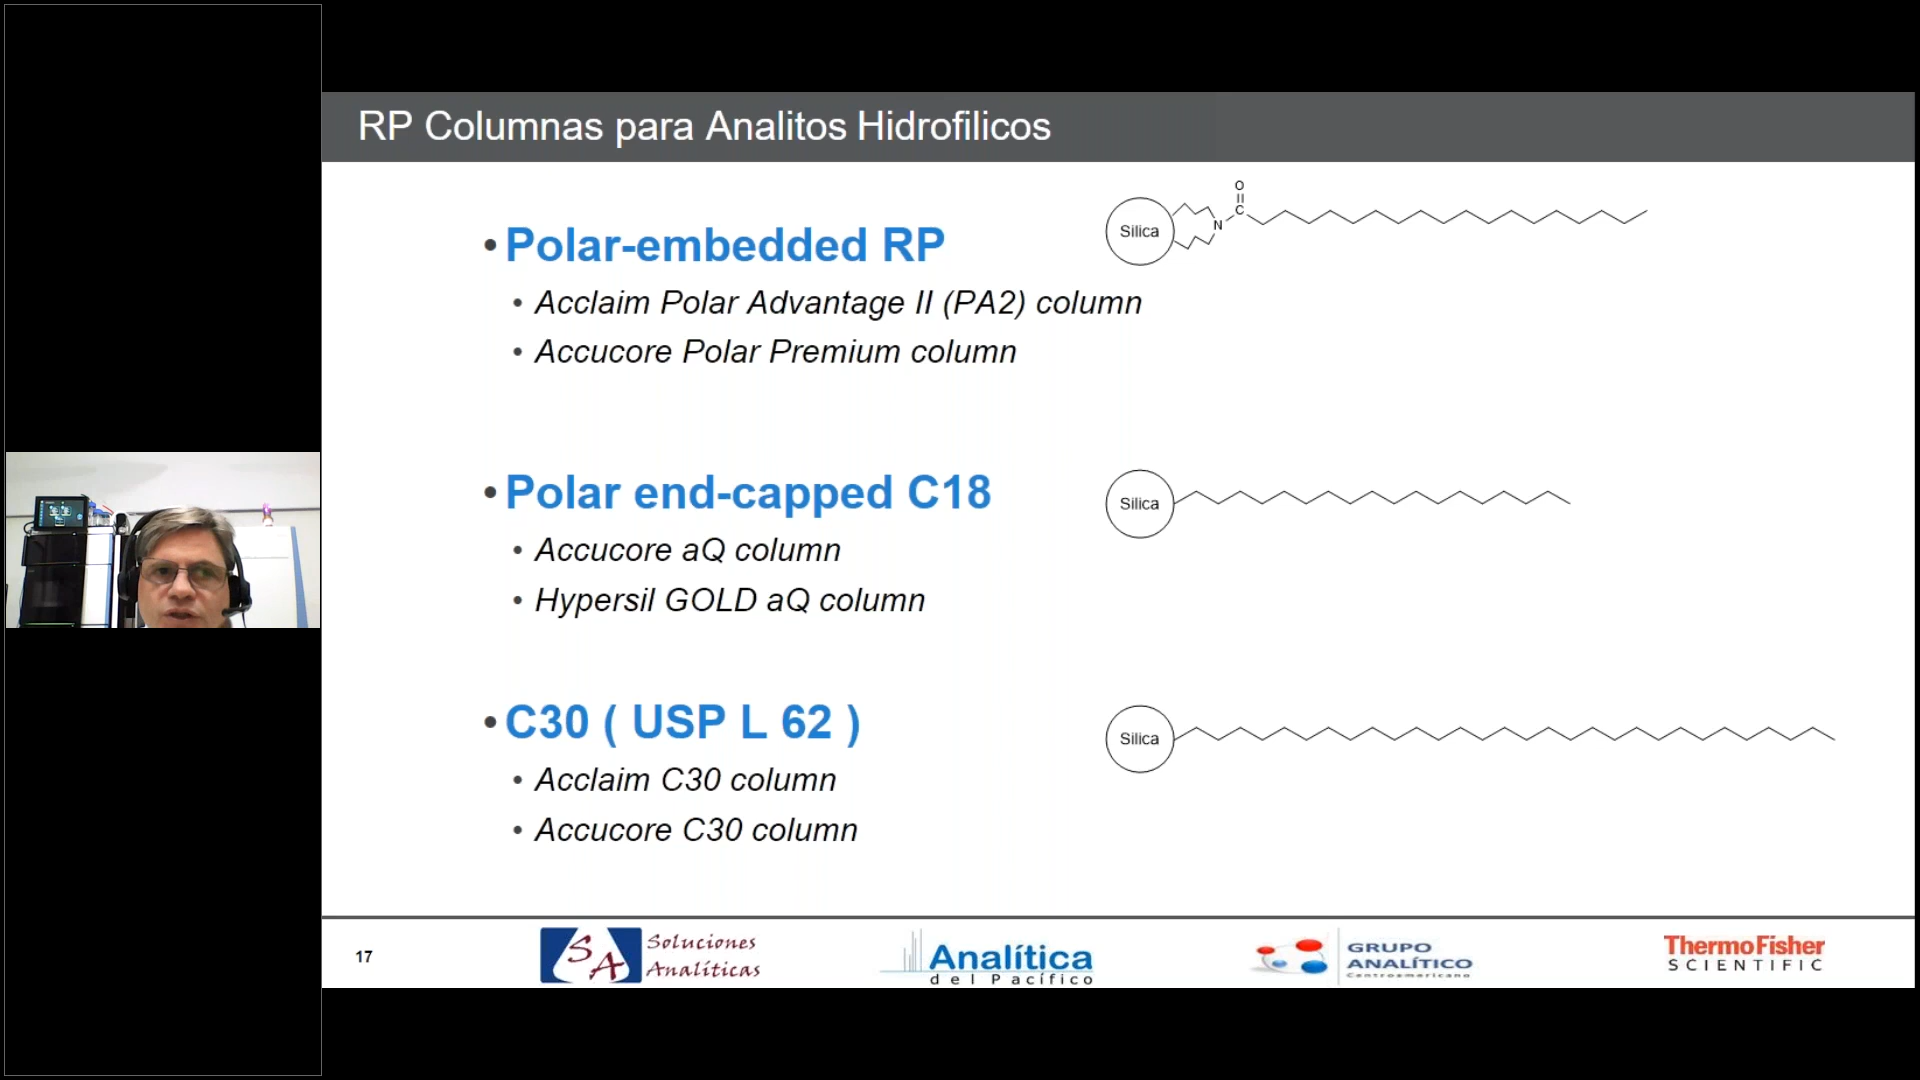 RP Columnas para Analitos Hidrofilicos
• Polar-embedded RP
• Acclaim Polar Advantage II (PA2) column
• Accucore Polar Premium column
O
C
N
Silica
• Polar end-capped C18
• Accucore aQ column
• Hypersil GOLD aQ column
Silica
• C30 ( USP L 62 )
• Acclaim C30 column
• Accucore C30 column
Silica
17
SA
Soluciones
Analíticas
Analítica
del Pacífico
GRUPO
ANALÍTICO
Centroamericano
ThermoFisher
SCIENTIFIC